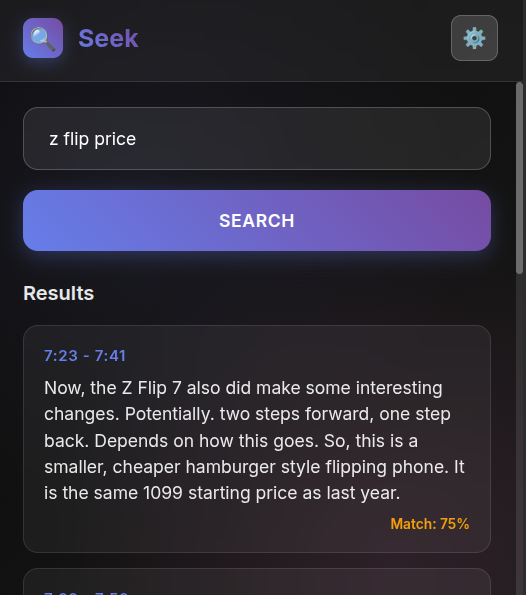 Seek
z flip price
SEARCH
Results
7:23 - 7:41
Now, the Z Flip 7 also did make some interesting
changes. Potentially. two steps forward, one step
back. Depends on how this goes. So, this is a
smaller, cheaper hamburger style flipping phone. It
is the same 1099 starting price as last year.
Match: 75%